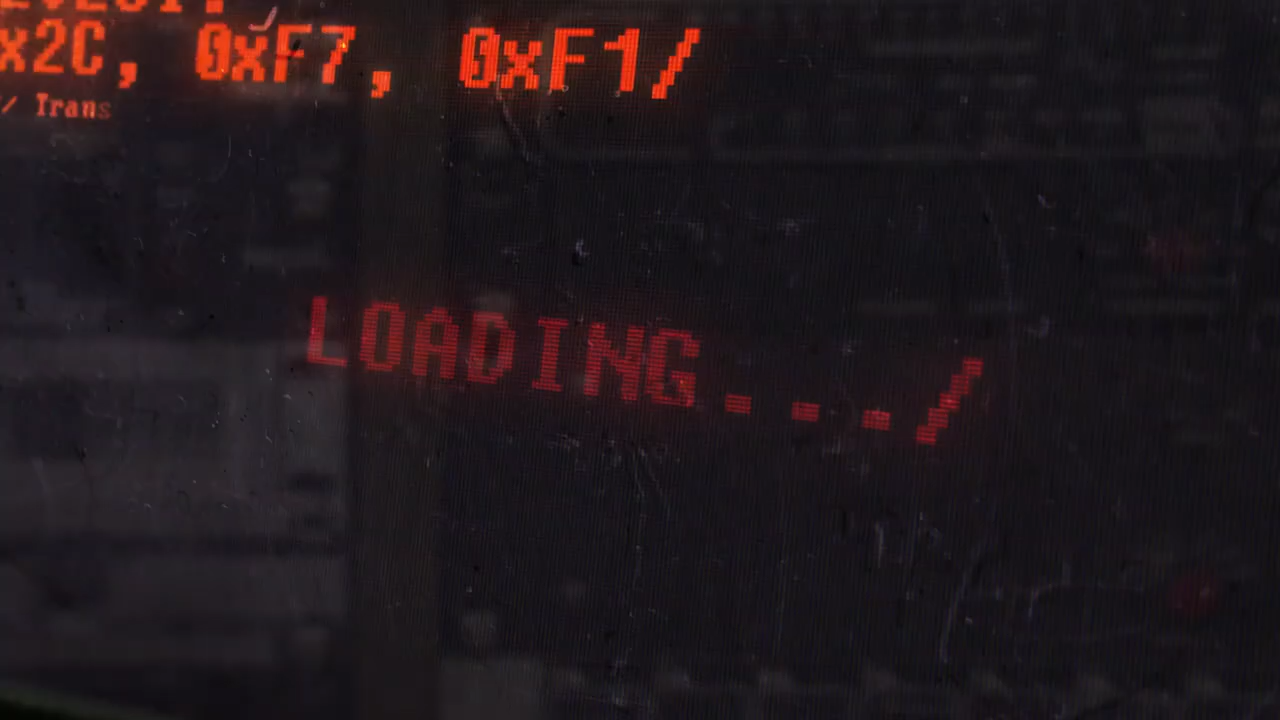 x2C, 0xF7, 0xF1/
/ Trans
LOADING.../